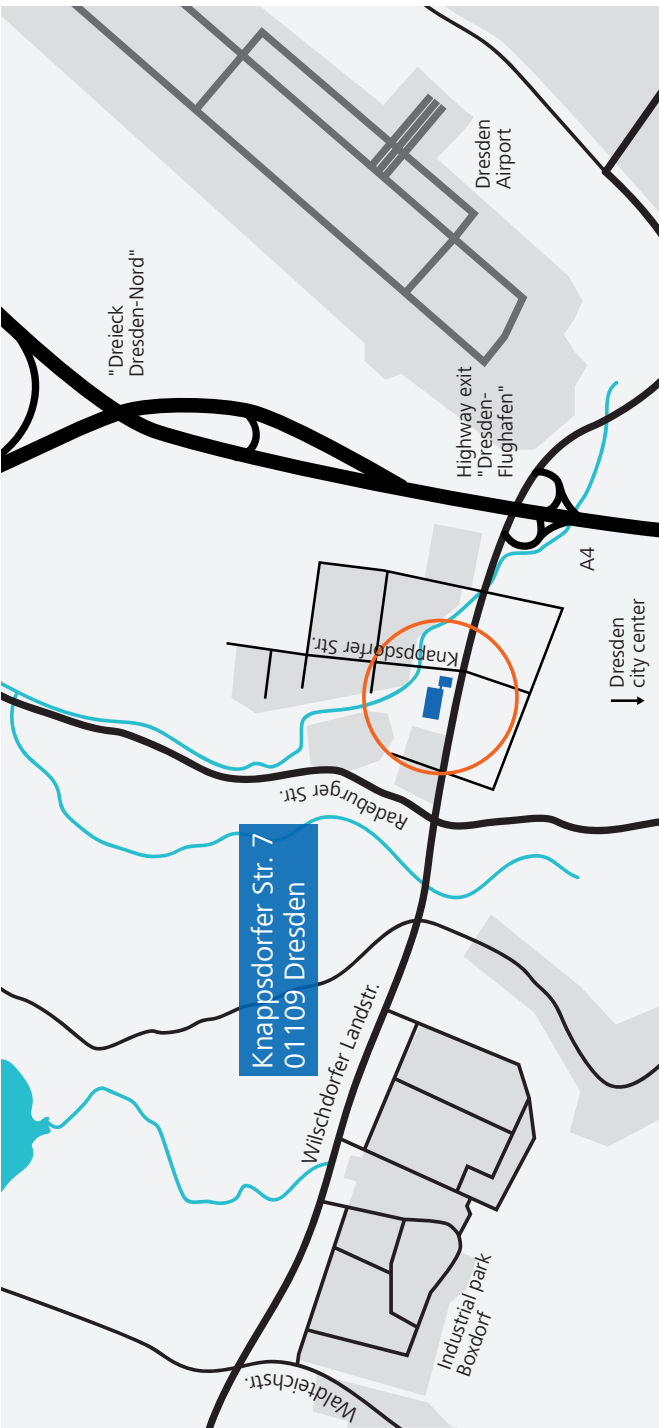 Dresden
Airport
"Dreieck
Dresden-Nord"
Highway exit
"Dresden-
Flughafen"
A4
Knappsdorfer Str.
Dresden
city center
Radeburger Str.
Knappsdorfer Str. 7
01109 Dresden
Wilschdorfer Landstr.
Industrial park
Boxdorf
Waldteichstr.